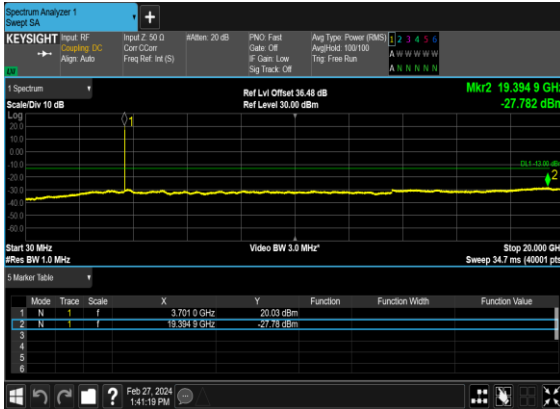 Spectrum Analyzer 1
Swept SA
+
KEYSIGHT
Input: RF
Coupling: DC
Align: Auto
Input Z: 50 Ω
Corr CCorr
Freq Ref: Int (S)
#Atten: 20 dB
PNO: Fast
Gate: Off
IF Gain: Low
Sig Track: Off
Avg Type: Power (RMS)
Avg|Hold: 100/100
Trig: Free Run
1 2 3 4 5 6
A W W W W W
A N N N N N
1 Spectrum
Scale/Div 10 dB
Ref Lvl Offset 36.48 dB
Ref Level 30.00 dBm
Mkr2 19.394 9 GHz
-27.782 dBm
Log
20.0
10.0
0.00
-10.0
-20.0
-30.0
-40.0
-50.0
-60.0
1
DL1 -13.00 dBm
2
Start 30 MHz
#Res BW 1.0 MHz
Video BW 3.0 MHz*
Stop 20.000 GHz
Sweep 34.7 ms (40001 pts)
5 Marker Table
Mode Trace Scale X Y Function Function Width Function Value
1 N 1 f 3.701 0 GHz 20.03 dBm
2 N 1 f 19.394 9 GHz -27.78 dBm
3
4
5
6
?
Feb 27, 2024
1:41:19 PM